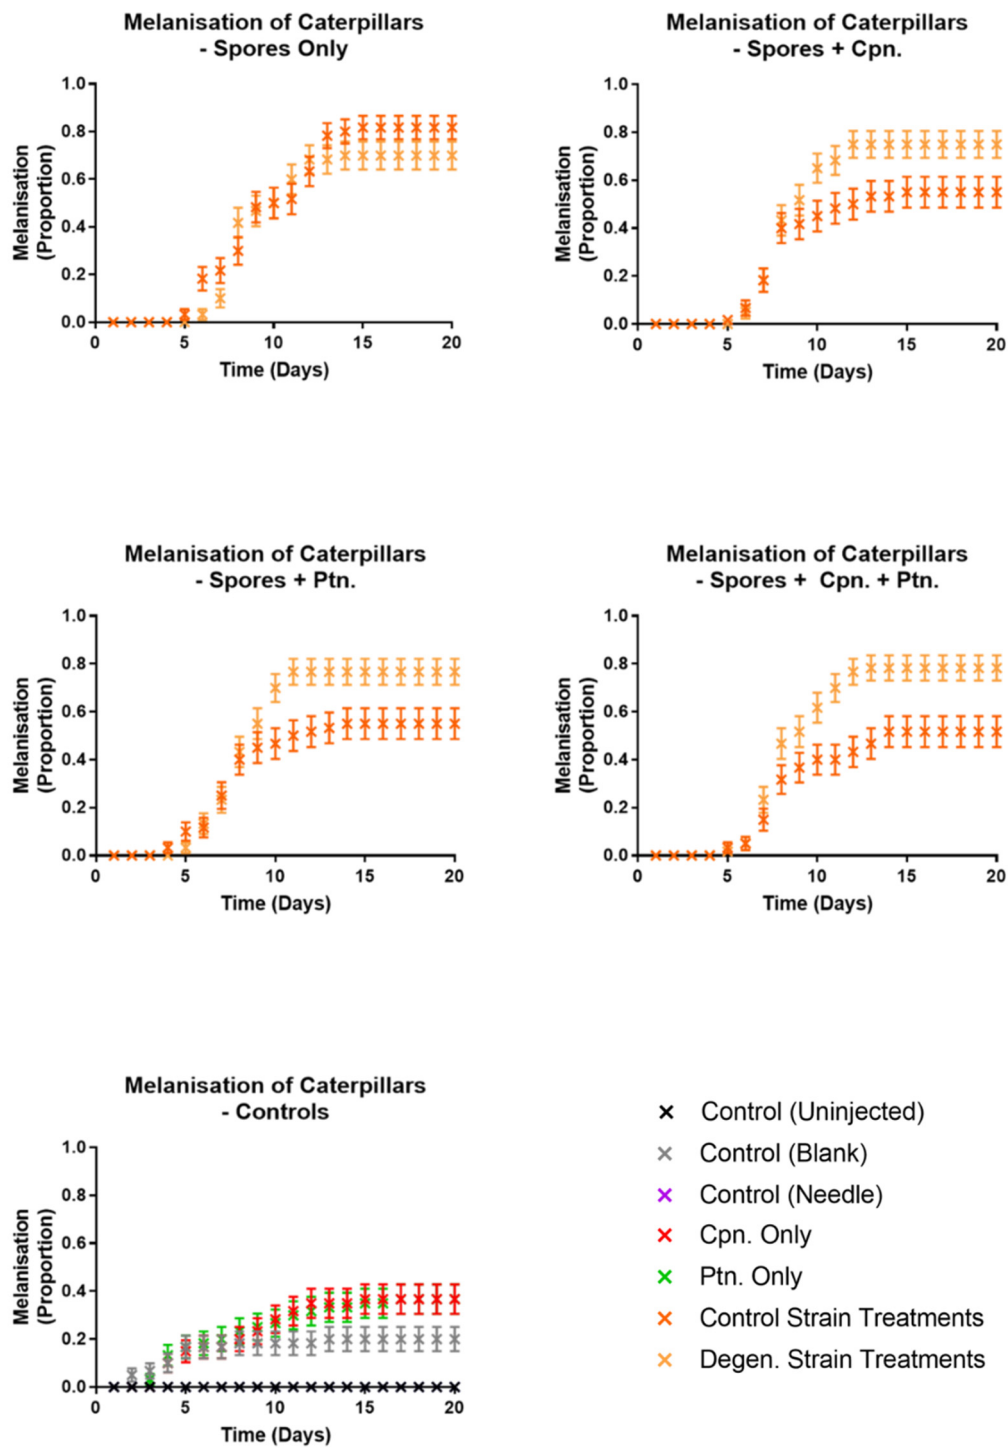 Melanisation of Caterpillars
- Spores Only
Melanisation
(Proportion)
1.0
0.8
0.6
0.4
0.2
0.0
0
5
10
15
20
Time (Days)
Melanisation of Caterpillars
- Spores + Cpn.
Melanisation
(Proportion)
1.0
0.8
0.6
0.4
0.2
0.0
0
5
10
15
20
Time (Days)
Melanisation of Caterpillars
- Spores + Ptn.
Melanisation
(Proportion)
1.0
0.8
0.6
0.4
0.2
0.0
0
5
10
15
20
Time (Days)
Melanisation of Caterpillars
- Spores + Cpn. + Ptn.
Melanisation
(Proportion)
1.0
0.8
0.6
0.4
0.2
0.0
0
5
10
15
20
Time (Days)
Melanisation of Caterpillars
- Controls
Melanisation
(Proportion)
1.0
0.8
0.6
0.4
0.2
0.0
0
5
10
15
20
Time (Days)
Control (Uninjected)
Control (Blank)
Control (Needle)
Cpn. Only
Ptn. Only
Control Strain Treatments
Degen. Strain Treatments